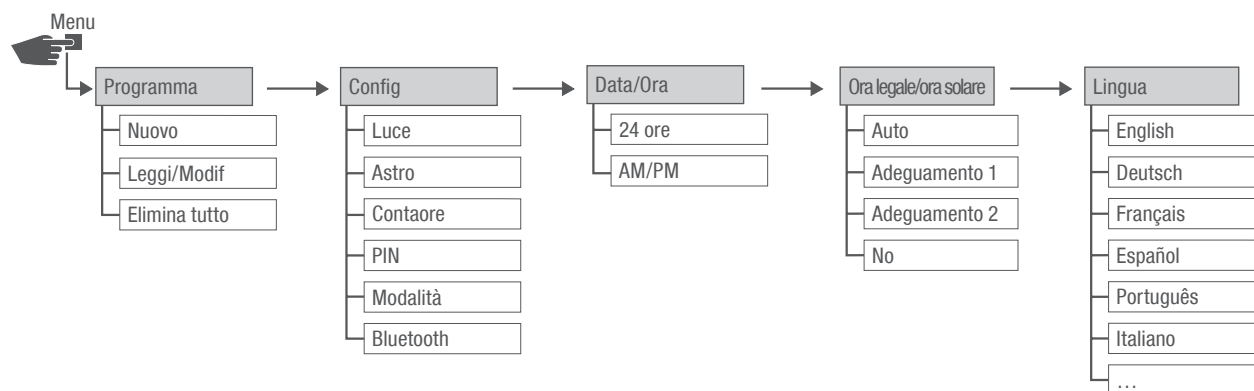 Menu
Programma
Nuovo
Leggi/Modif
Elimina tutto
Config
Luce
Astro
Contaore
PIN
Modalità
Bluetooth
Data/Ora
24 ore
AM/PM
Ora legale/ora solare
Auto
Adeguamento 1
Adeguamento 2
No
Lingua
English
Deutsch
Français
Español
Português
Italiano
…